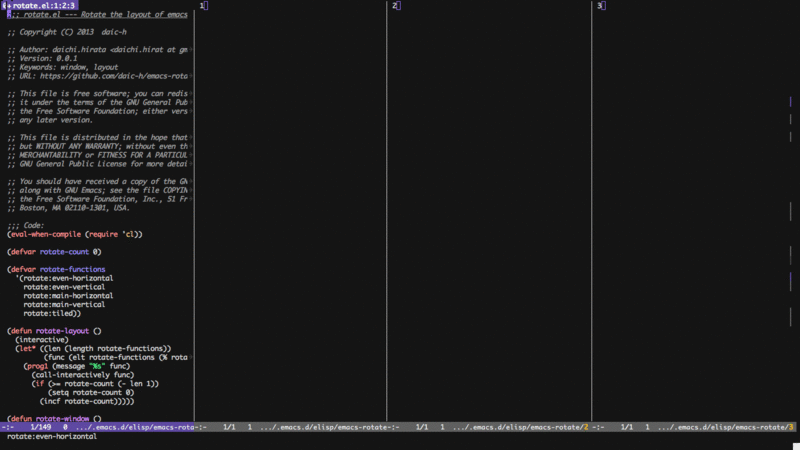 rotate.el:1:2:3
;;; rotate.el --- Rotate the layout of emacs
;; Copyright (C) 2013  daic-h
;; Author: daichi.hirata <daichi.hirat at gm
;; Version: 0.0.1
;; Keywords: window, layout
;; URL: https://github.com/daic-h/emacs-rota
;; This file is free software; you can redis
;; it under the terms of the GNU General Pub
;; the Free Software Foundation; either vers
;; any later version.
;; This file is distributed in the hope that
;; but WITHOUT ANY WARRANTY; without even th
;; MERCHANTABILITY or FITNESS FOR A PARTICUL
;; GNU General Public License for more detai
;; You should have received a copy of the GN
;; along with GNU Emacs; see the file COPYIN
;; the Free Software Foundation, Inc., 51 Fr
;; Boston, MA 02110-1301, USA.
;;; Code:
(eval-when-compile (require 'cl))
(defvar rotate-count 0)
(defvar rotate-functions
'(rotate:even-horizontal
rotate:even-vertical
rotate:main-horizontal
rotate:main-vertical
rotate:tiled))
(defun rotate-layout ()
(interactive)
(let* ((len (length rotate-functions))
(func (elt rotate-functions (% rota
(prog1 (message "%s" func)
(call-interactively func)
(if (>= rotate-count (- len 1))
(setq rotate-count 0)
(incf rotate-count)))))
(defun rotate-window ()
-:-   1/149   0  .../.emacs.d/elisp/emacs-rota
1
-:-   1/1   1  .../.emacs.d/elisp/emacs-rotate
2
-:-   1/1   1  .../.emacs.d/elisp/emacs-rotate/2
3
-:-   1/1   1  .../.emacs.d/elisp/emacs-rotate/3
rotate:even-horizontal